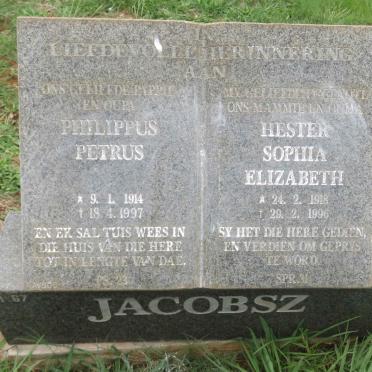 IN
LIEFDEVOLLE HERINNERING
AAN
ONS GELIEFDE PAPPIE
EN OUPA
PHILIPPUS
PETRUS
* 9. 1. 1914
† 18. 4. 1997
EN EK SAL TUIS WEES IN
DIE HUIS VAN DIE HERE
TOT IN LENGTE VAN DAE.
PS. 23
MY GELIEFDE
ONS MAMMIE EN OUMA
HESTER
SOPHIA
ELIZABETH
* 24. 2. 1918
† 29. 2. 1996
SY HET DIE HERE GEDIEN,
EN VERDIEN OM GEPRYS
TE WORD.
SPR. 31
JACOBSZ
67